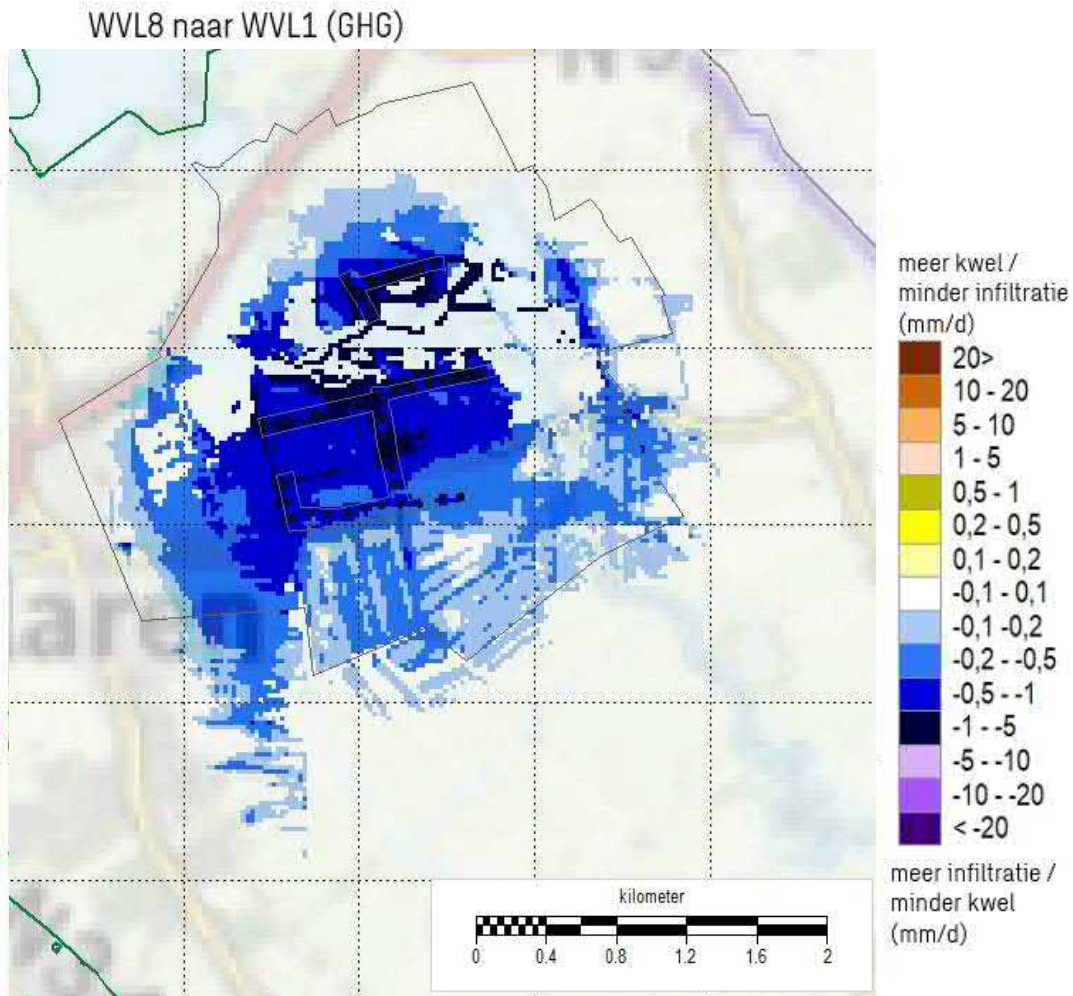 WVL8 naar WVL1 (GHG)
meer kwel /
minder infiltratie
(mm/d)
20>
10 - 20
5 - 10
1 - 5
0,5 - 1
0,2 - 0,5
0,1 - 0,2
-0,1 - 0,1
-0,1 -0,2
-0,2 - -0,5
-0,5 - -1
-1 - -5
-5 - -10
-10 - -20
< -20
meer infiltratie /
minder kwel
(mm/d)
laren
kilometer
0 0.4 0.8 1.2 1.6 2